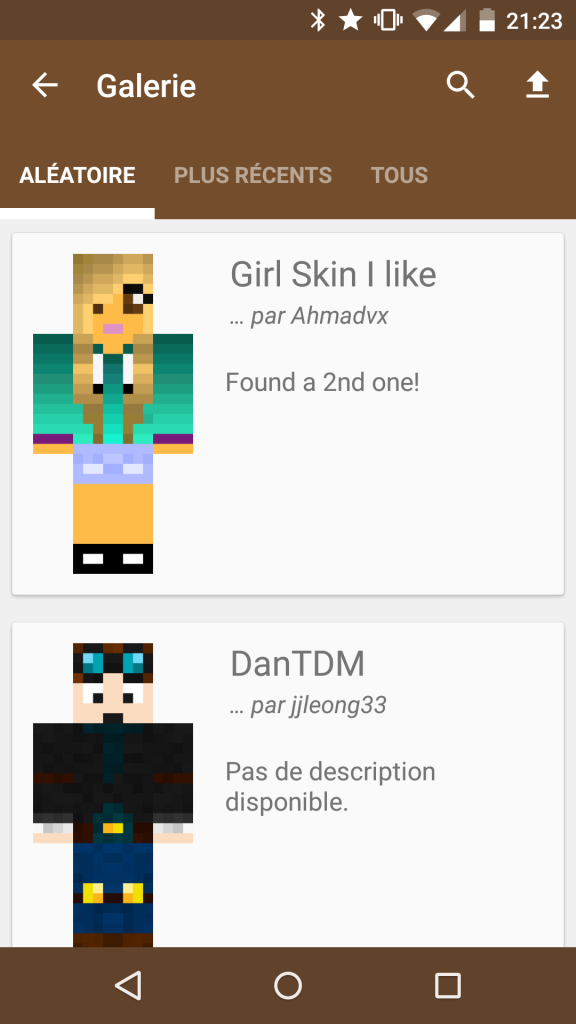 21:23
Galerie
ALÉATOIRE PLUS RÉCENTS TOUS
Girl Skin I like
... par Ahmadvx
Found a 2nd one!
DanTDM
... par jjleong33
Pas de description
disponible.